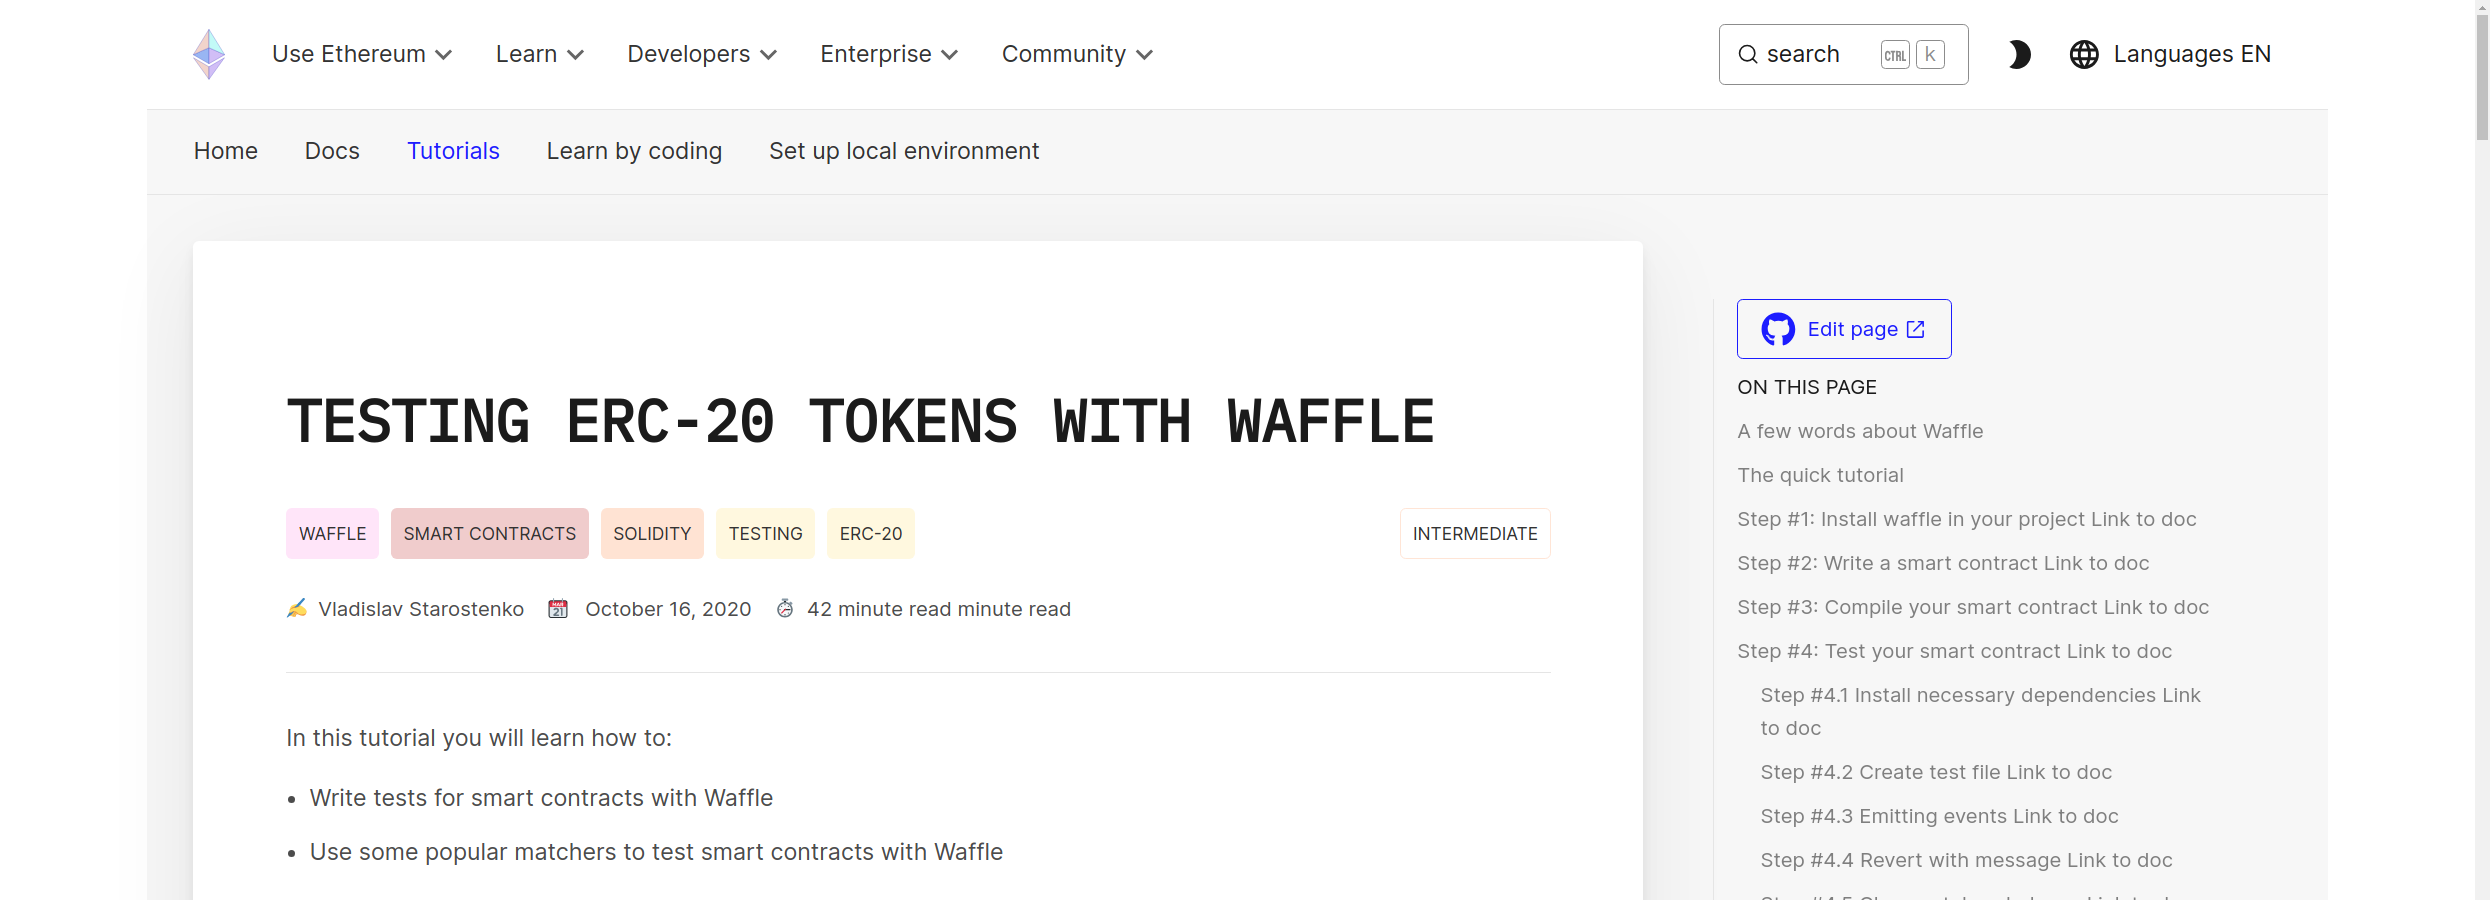 Use Ethereum Learn Developers Enterprise Community search CTRL k Languages EN
Home Docs Tutorials Learn by coding Set up local environment
TESTING ERC-20 TOKENS WITH WAFFLE
WAFFLE SMART CONTRACTS SOLIDITY TESTING ERC-20 INTERMEDIATE
Vladislav Starostenko October 16, 2020 42 minute read minute read
In this tutorial you will learn how to:
• Write tests for smart contracts with Waffle
• Use some popular matchers to test smart contracts with Waffle
Edit page
ON THIS PAGE
A few words about Waffle
The quick tutorial
Step #1: Install waffle in your project Link to doc
Step #2: Write a smart contract Link to doc
Step #3: Compile your smart contract Link to doc
Step #4: Test your smart contract Link to doc
Step #4.1 Install necessary dependencies Link
to doc
Step #4.2 Create test file Link to doc
Step #4.3 Emitting events Link to doc
Step #4.4 Revert with message Link to doc